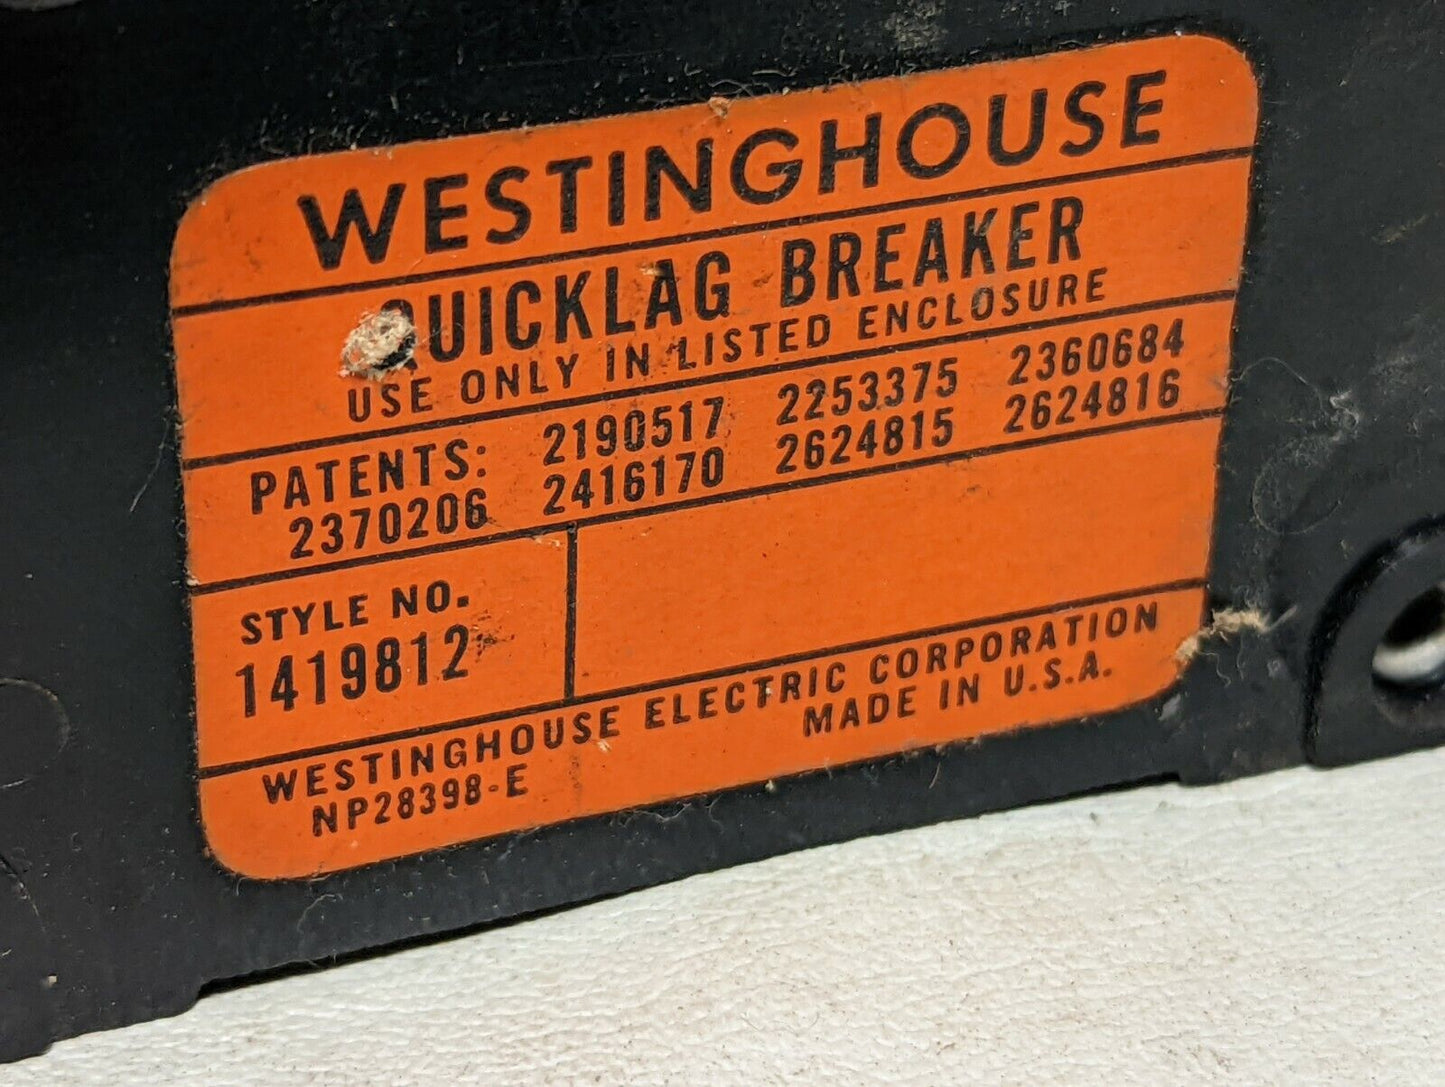 WESTINGHOUSE
QUICKLAG BREAKER
USE ONLY IN LISTED ENCLOSURE
PATENTS: 2190517 2253375 2360684
2370206 2416170 2624815 2624816
STYLE NO.
1419812
WESTINGHOUSE ELECTRIC CORPORATION
NP28398-E MADE IN U.S.A.